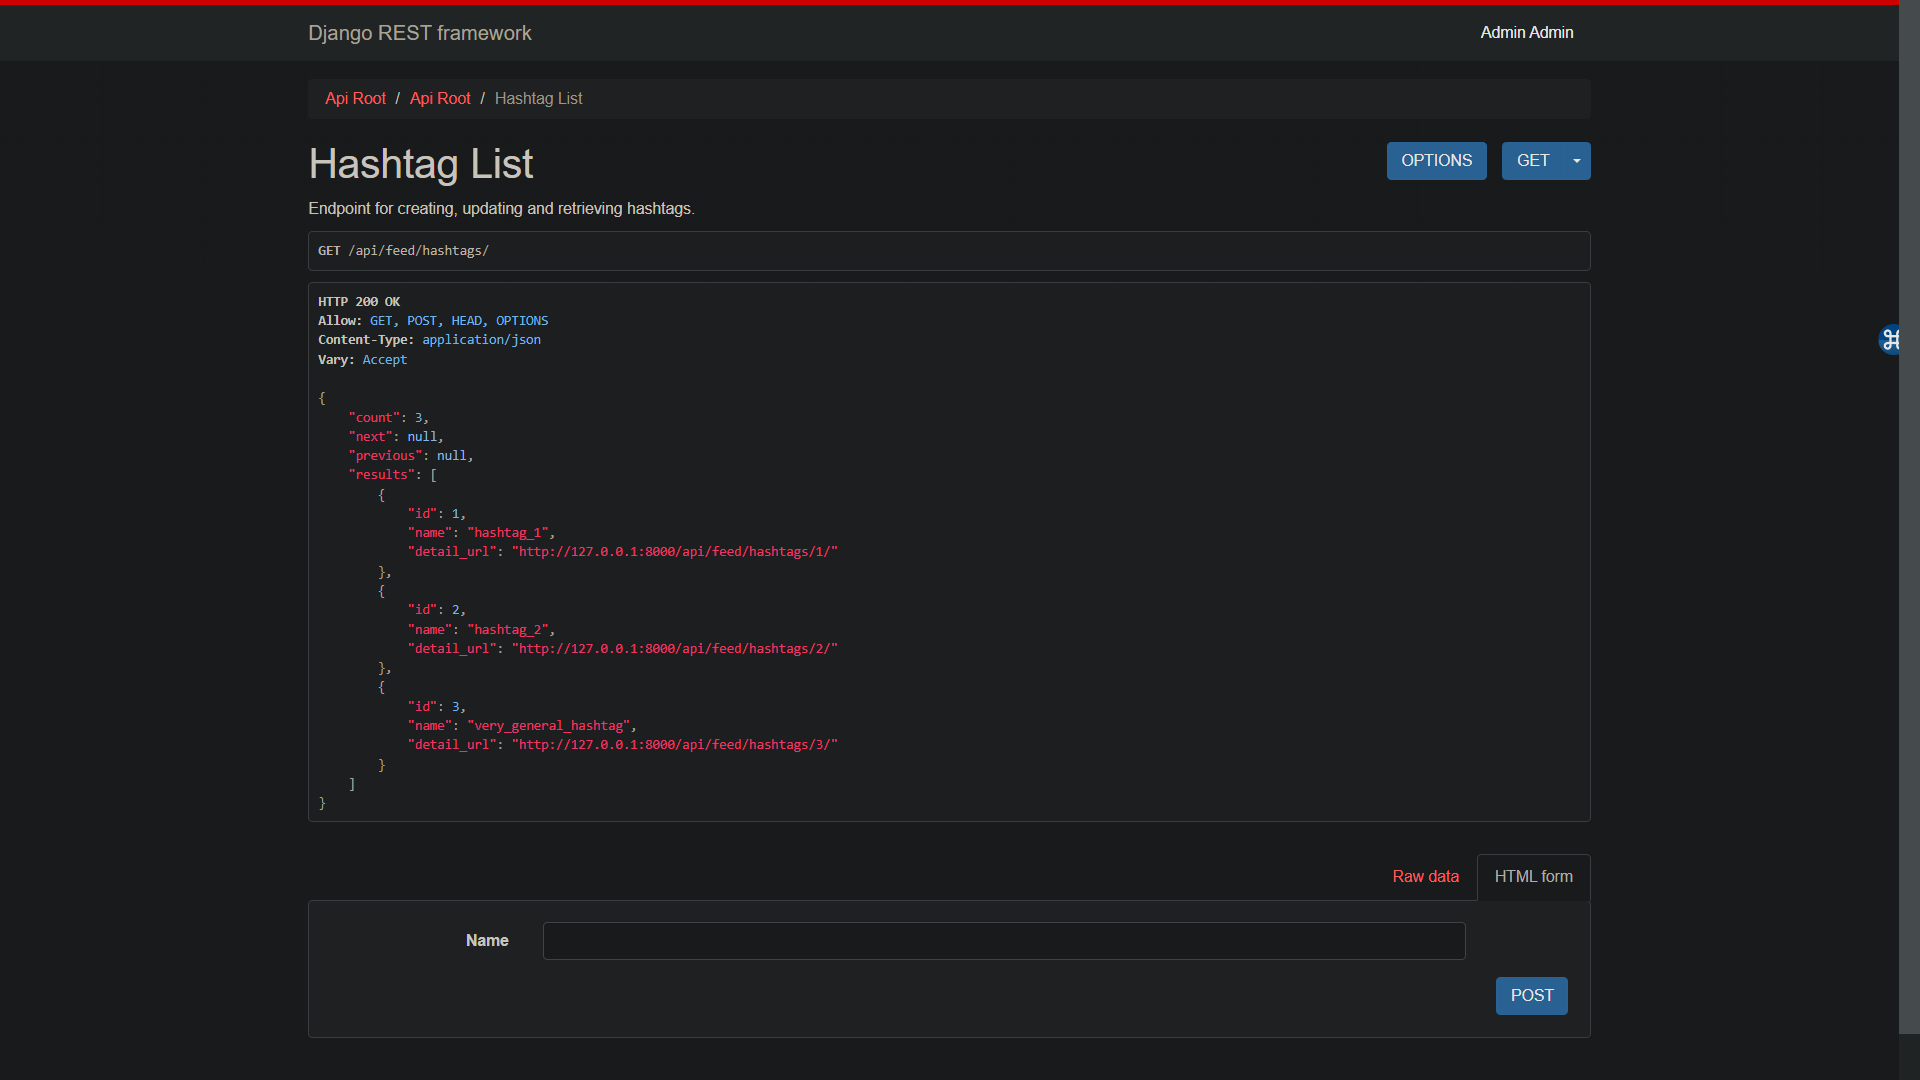 Django REST framework
Admin Admin
Api Root / Api Root / Hashtag List
Hashtag List
OPTIONS
GET
Endpoint for creating, updating and retrieving hashtags.
GET /api/feed/hashtags/
HTTP 200 OK
Allow: GET, POST, HEAD, OPTIONS
Content-Type: application/json
Vary: Accept
{
    "count": 3,
    "next": null,
    "previous": null,
    "results": [
        {
            "id": 1,
            "name": "hashtag_1",
            "detail_url": "http://127.0.0.1:8000/api/feed/hashtags/1/"
        },
        {
            "id": 2,
            "name": "hashtag_2",
            "detail_url": "http://127.0.0.1:8000/api/feed/hashtags/2/"
        },
        {
            "id": 3,
            "name": "very_general_hashtag",
            "detail_url": "http://127.0.0.1:8000/api/feed/hashtags/3/"
        }
    ]
}
Raw data
HTML form
Name
POST